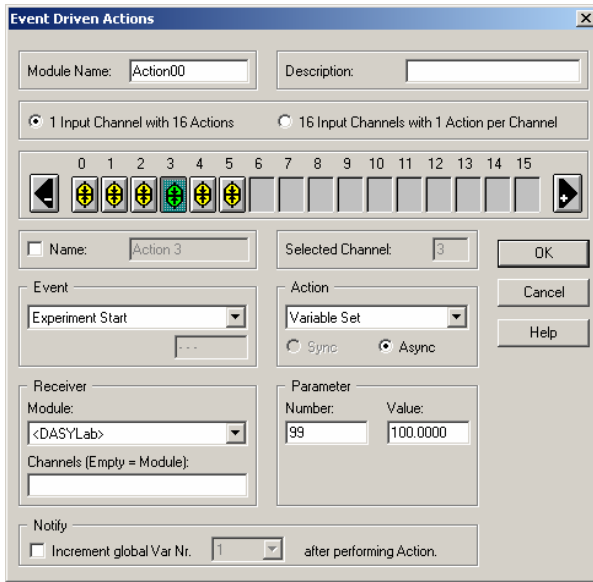 Event Driven Actions
Module Name: Action00 Description:
1 Input Channel with 16 Actions 16 Input Channels with 1 Action per Channel
0 1 2 3 4 5 6 7 8 9 10 11 12 13 14 15
Name: Action 3 Selected Channel: 3 OK
Event Action Cancel
Experiment Start Variable Set
--- Sync Async Help
Receiver Parameter
Module: Number: Value:
<DASYLab> 99 100.0000
Channels (Empty = Module):
Notify
Increment global Var Nr. 1 after performing Action.